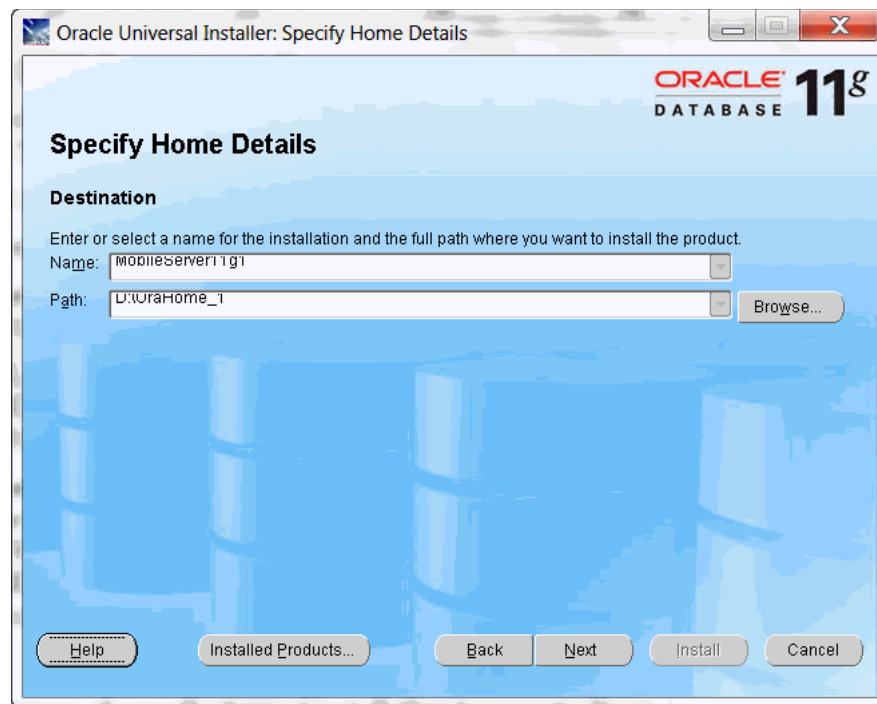 Oracle Universal Installer: Specify Home Details
ORACLE 11g
DATABASE
Specify Home Details
Destination
Enter or select a name for the installation and the full path where you want to install the product.
Name: MobileServer11g1
Path: D:\OraHome_1 Browse...
Help Installed Products... Back Next Install Cancel